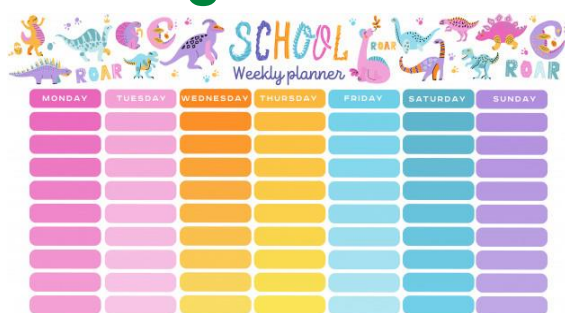 SCHOOL
Weekly planner
ROAR
ROAR
ROAR
MONDAY TUESDAY WEDNESDAY THURSDAY FRIDAY SATURDAY SUNDAY